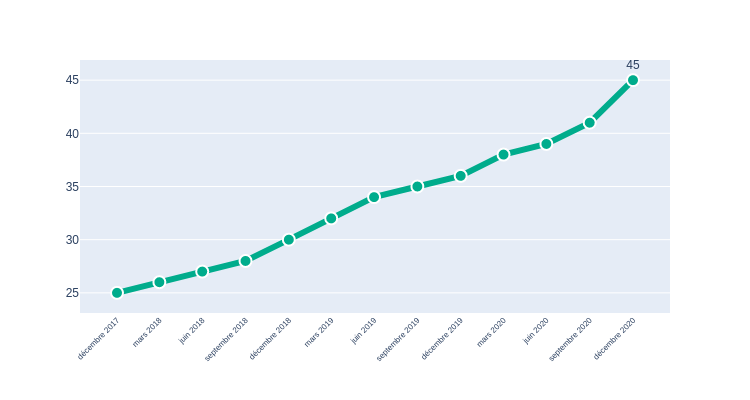 45
45
40
35
30
25
décembre 2017
mars 2018
juin 2018
septembre 2018
décembre 2018
mars 2019
juin 2019
septembre 2019
décembre 2019
mars 2020
juin 2020
septembre 2020
décembre 2020